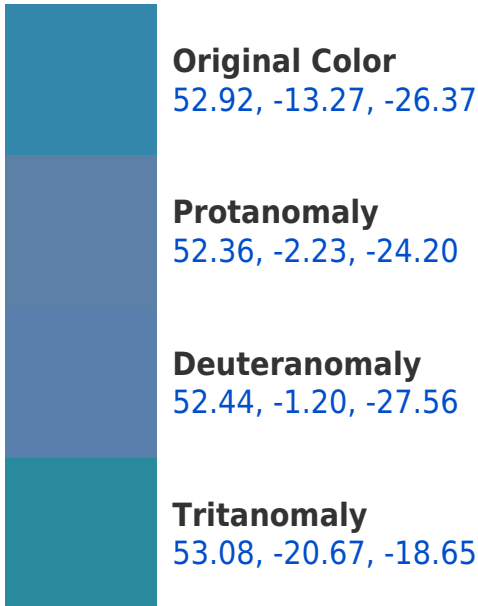 Original Color
52.92, -13.27, -26.37
Protanomaly
52.36, -2.23, -24.20
Deuteranomaly
52.44, -1.20, -27.56
Tritanomaly
53.08, -20.67, -18.65